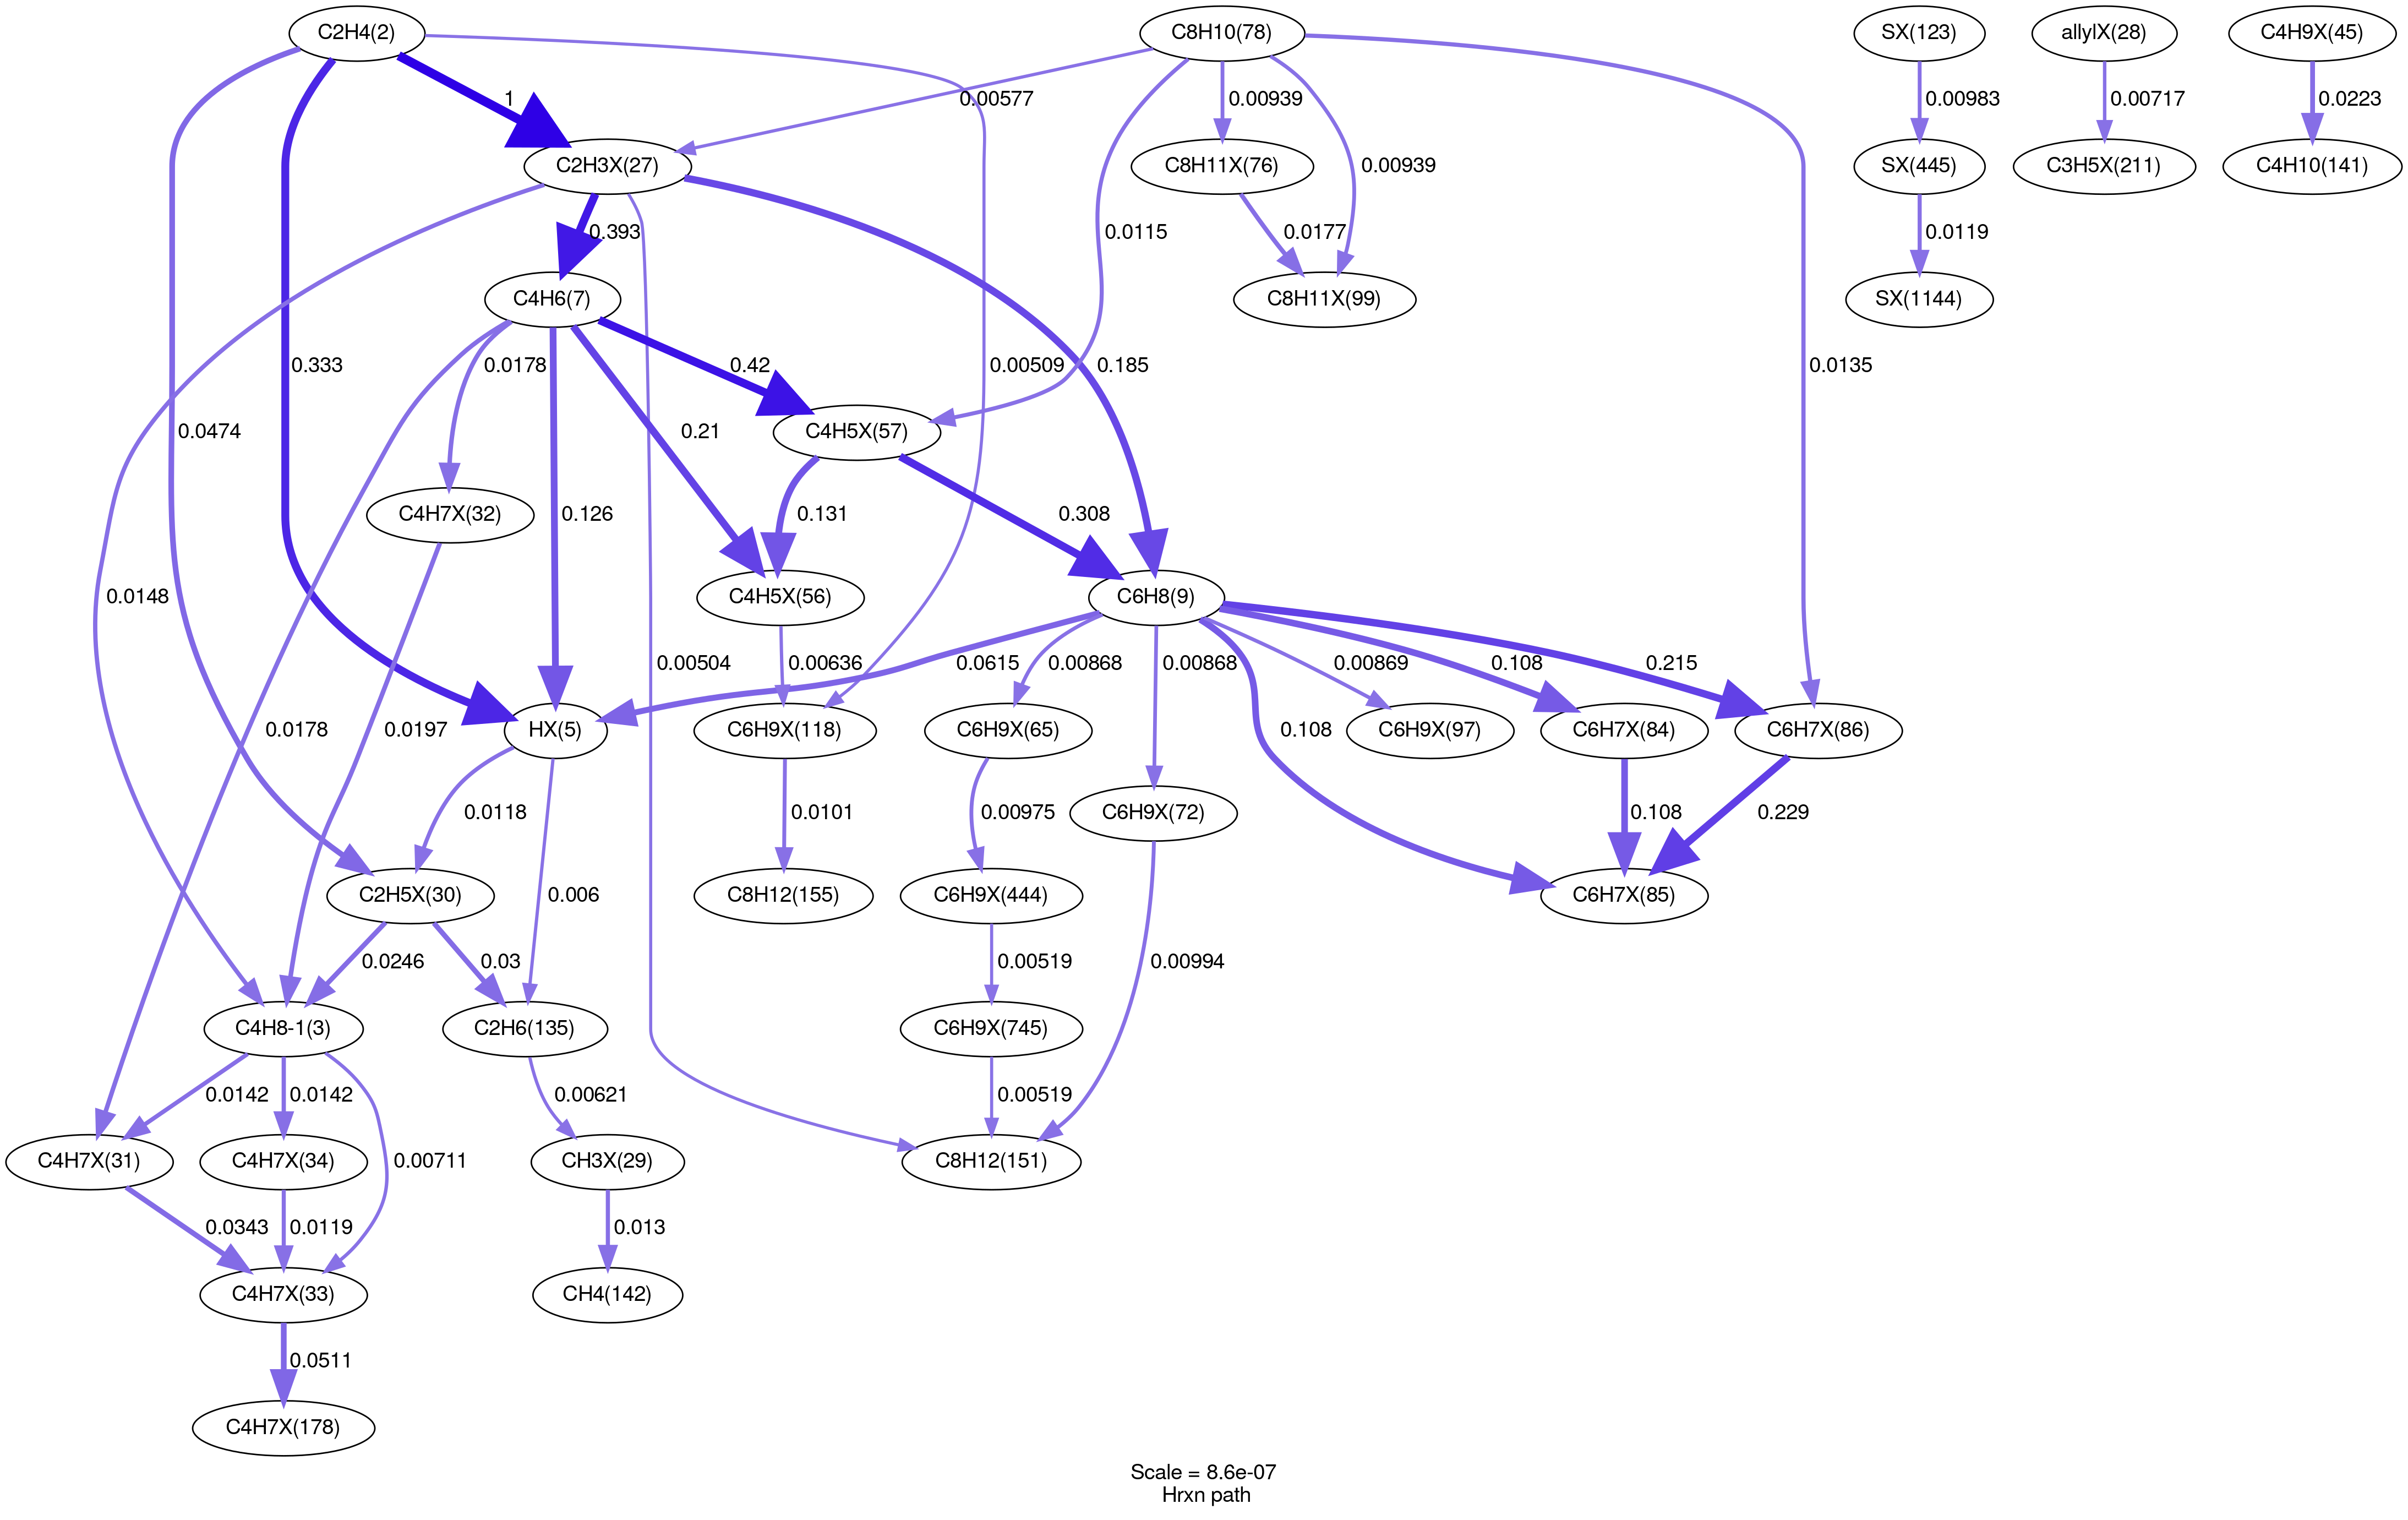 C2H4(2)
C8H10(78)
SX(123)
allylX(28)
C4H9X(45)
1
0.00577
0.00939
0.00983
0.00717
0.0223
C2H3X(27)
C8H11X(76)
SX(445)
C3H5X(211)
C4H10(141)
0.00939
0.393
0.0115
0.0177
0.0119
C4H6(7)
C8H11X(99)
SX(1144)
0.333
0.0178
0.42
0.00509
0.185
0.0135
0.0474
0.21
C4H5X(57)
C4H7X(32)
0.126
0.131
0.308
0.0148
C4H5X(56)
C6H8(9)
0.00504
0.00636
0.0615
0.00868
0.00868
0.00869
0.108
0.215
0.0178
0.0197
HX(5)
C6H9X(118)
C6H9X(65)
0.108
C6H9X(97)
C6H7X(84)
C6H7X(86)
0.0118
0.0101
0.00975
C6H9X(72)
0.108
0.229
C2H5X(30)
0.006
C8H12(155)
C6H9X(444)
C6H7X(85)
0.0246
0.03
0.00519
0.00994
C4H8-1(3)
C2H6(135)
C6H9X(745)
0.0142
0.0142
0.00621
0.00519
C4H7X(31)
C4H7X(34)
0.00711
CH3X(29)
C8H12(151)
0.0343
0.0119
0.013
C4H7X(33)
CH4(142)
0.0511
C4H7X(178)
Scale = 8.6e-07
Hrxn path